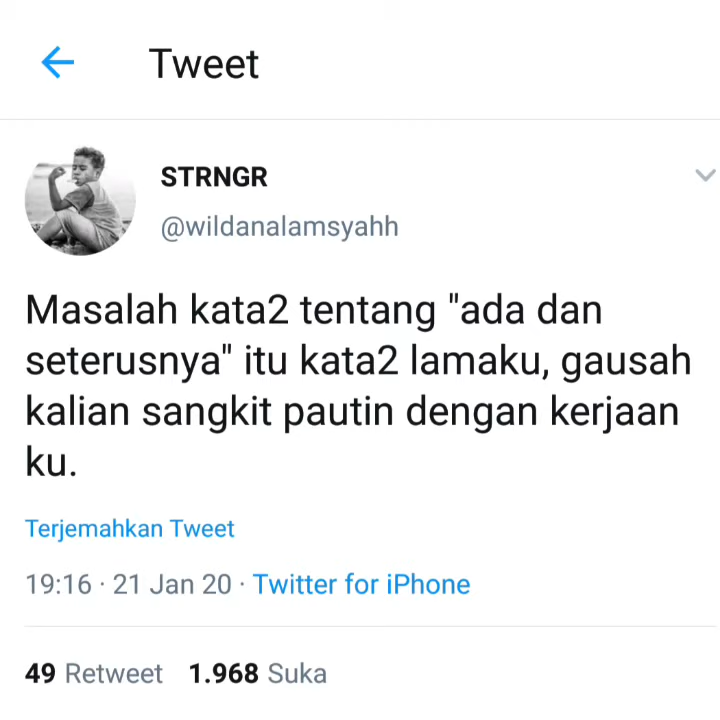 Tweet
STRNGR
@wildanalamsyahh
Masalah kata2 tentang "ada dan
seterusnya" itu kata2 lamaku, gausah
kalian sangkit pautin dengan kerjaan
ku.
Terjemahkan Tweet
19:16 · 21 Jan 20 · Twitter for iPhone
49 Retweet 1.968 Suka